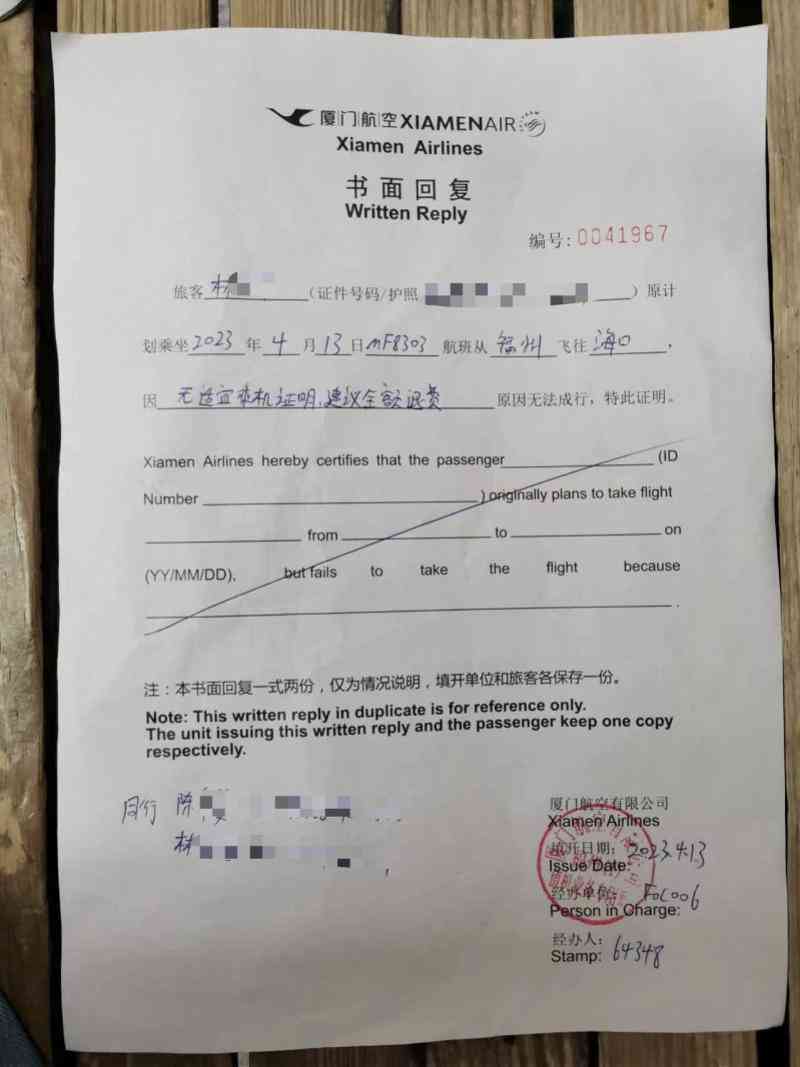 厦门航空 XIAMENAIR
Xiamen Airlines
书面回复
Written Reply
编号: 0041967
旅客 林 （证件号码/护照 ）原计
划乘坐 2023 年 4 月 13 日 MF8303 航班从 福州 飞往 海口 ，
因 无适宜乘机证明,建议全额退费 原因无法成行，特此证明。
Xiamen Airlines hereby certifies that the passenger (ID
Number ) originally plans to take flight
from to on
(YY/MM/DD), but fails to take the flight because
.
注：本书面回复一式两份，仅为情况说明，填开单位和旅客各保存一份。
Note: This written reply in duplicate is for reference only.
The unit issuing this written reply and the passenger keep one copy
respectively.
同行 陈
林
厦门航空有限公司
Xiamen Airlines
填开日期: 2023.4.13
Issue Date:
经办单位: FOC006
Person in Charge:
经办人:
Stamp: 64348